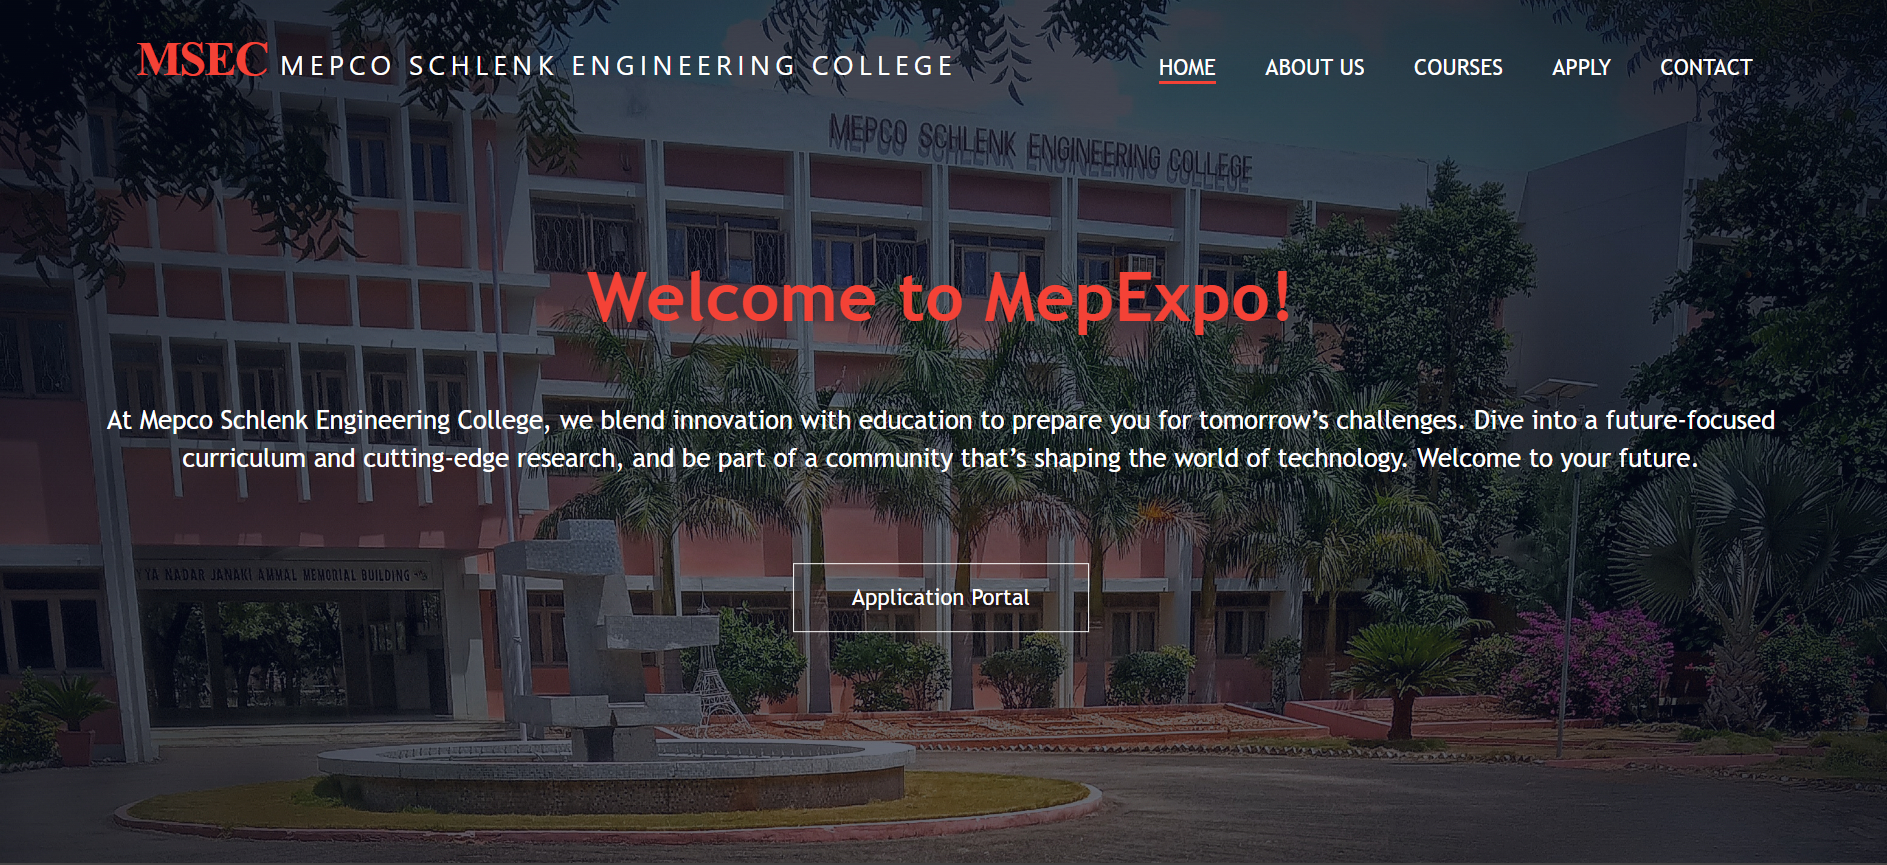 MSEC MEPCO SCHLENK ENGINEERING COLLEGE
HOME
ABOUT US
COURSES
APPLY
CONTACT
MEPCO SCHLENK ENGINEERING COLLEGE
Welcome to MepExpo!
At Mepco Schlenk Engineering College, we blend innovation with education to prepare you for tomorrow’s challenges. Dive into a future-focused
curriculum and cutting-edge research, and be part of a community that’s shaping the world of technology. Welcome to your future.
NADAR JANAKI AMMAL MEMORIAL BUILDING
Application Portal